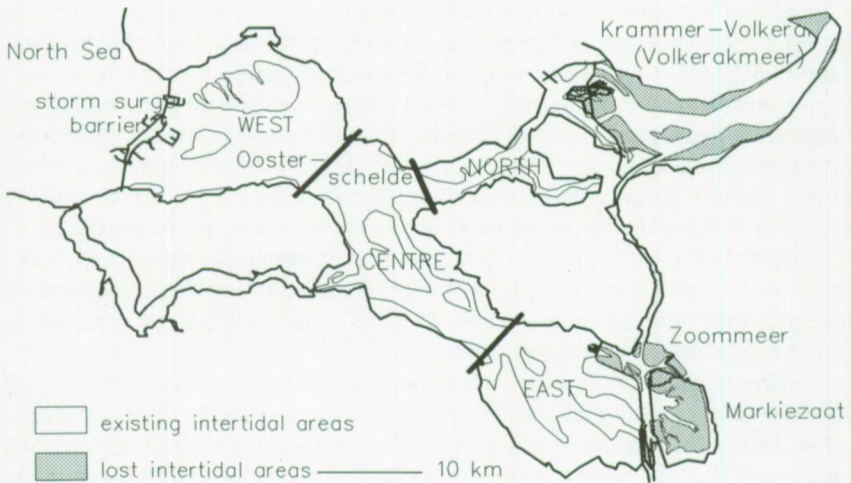 North Sea
Krammer-Volkera
(Volkerakmeer)
storm surg
barrier
WEST
Ooster-
schelde
NORTH
CENTRE
Zoommeer
EAST
Markiezaat
existing intertidal areas
lost intertidal areas
10 km